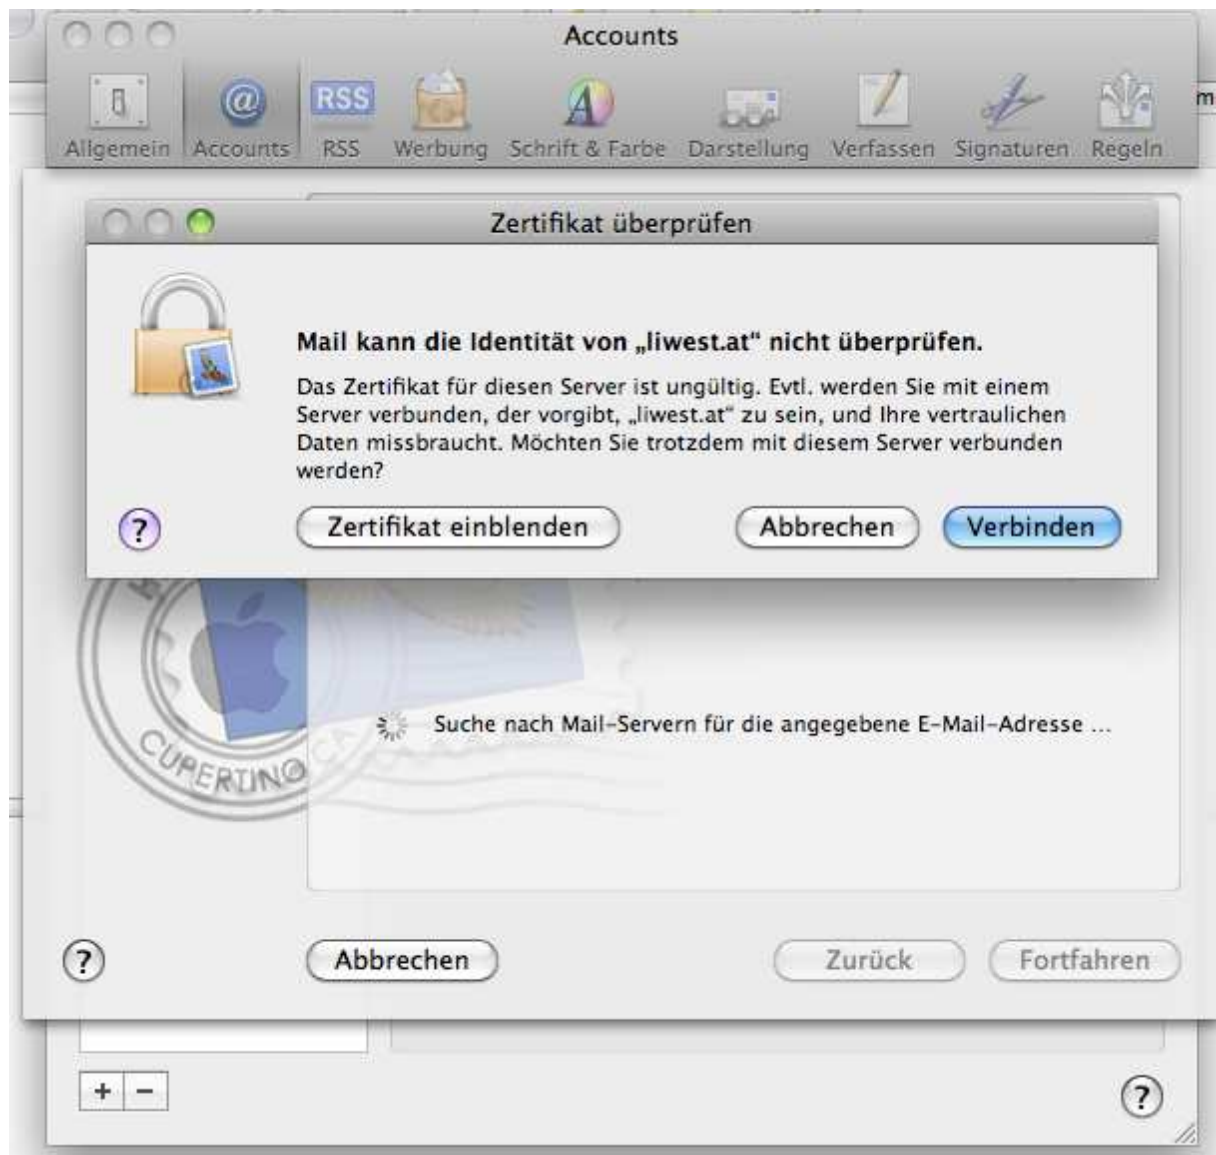 Accounts
RSS
m
Allgemein Accounts RSS Werbung Schrift & Farbe Darstellung Verfassen Signaturen Regeln
Zertifikat überprüfen
Mail kann die Identität von „liwest.at“ nicht überprüfen.
Das Zertifikat für diesen Server ist ungültig. Evtl. werden Sie mit einem
Server verbunden, der vorgibt, „liwest.at“ zu sein, und Ihre vertraulichen
Daten missbraucht. Möchten Sie trotzdem mit diesem Server verbunden
werden?
? Zertifikat einblenden Abbrechen Verbinden
Suche nach Mail-Servern für die angegebene E-Mail-Adresse ...
CUPERTINO CA
? Abbrechen Zurück Fortfahren
+ − ?